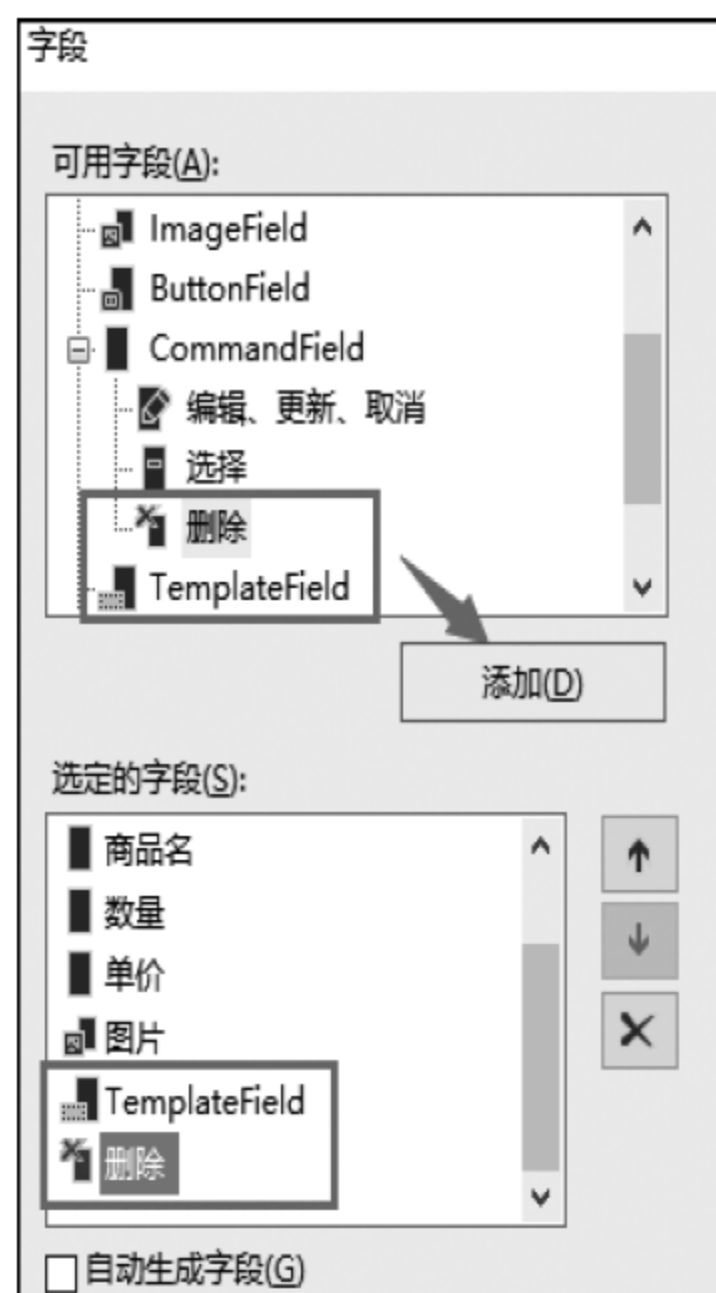 字段
可用字段(A):
ImageField
ButtonField
CommandField
编辑、更新、取消
选择
删除
TemplateField
添加(D)
选定的字段(S):
商品名
数量
单价
图片
TemplateField
删除
自动生成字段(G)